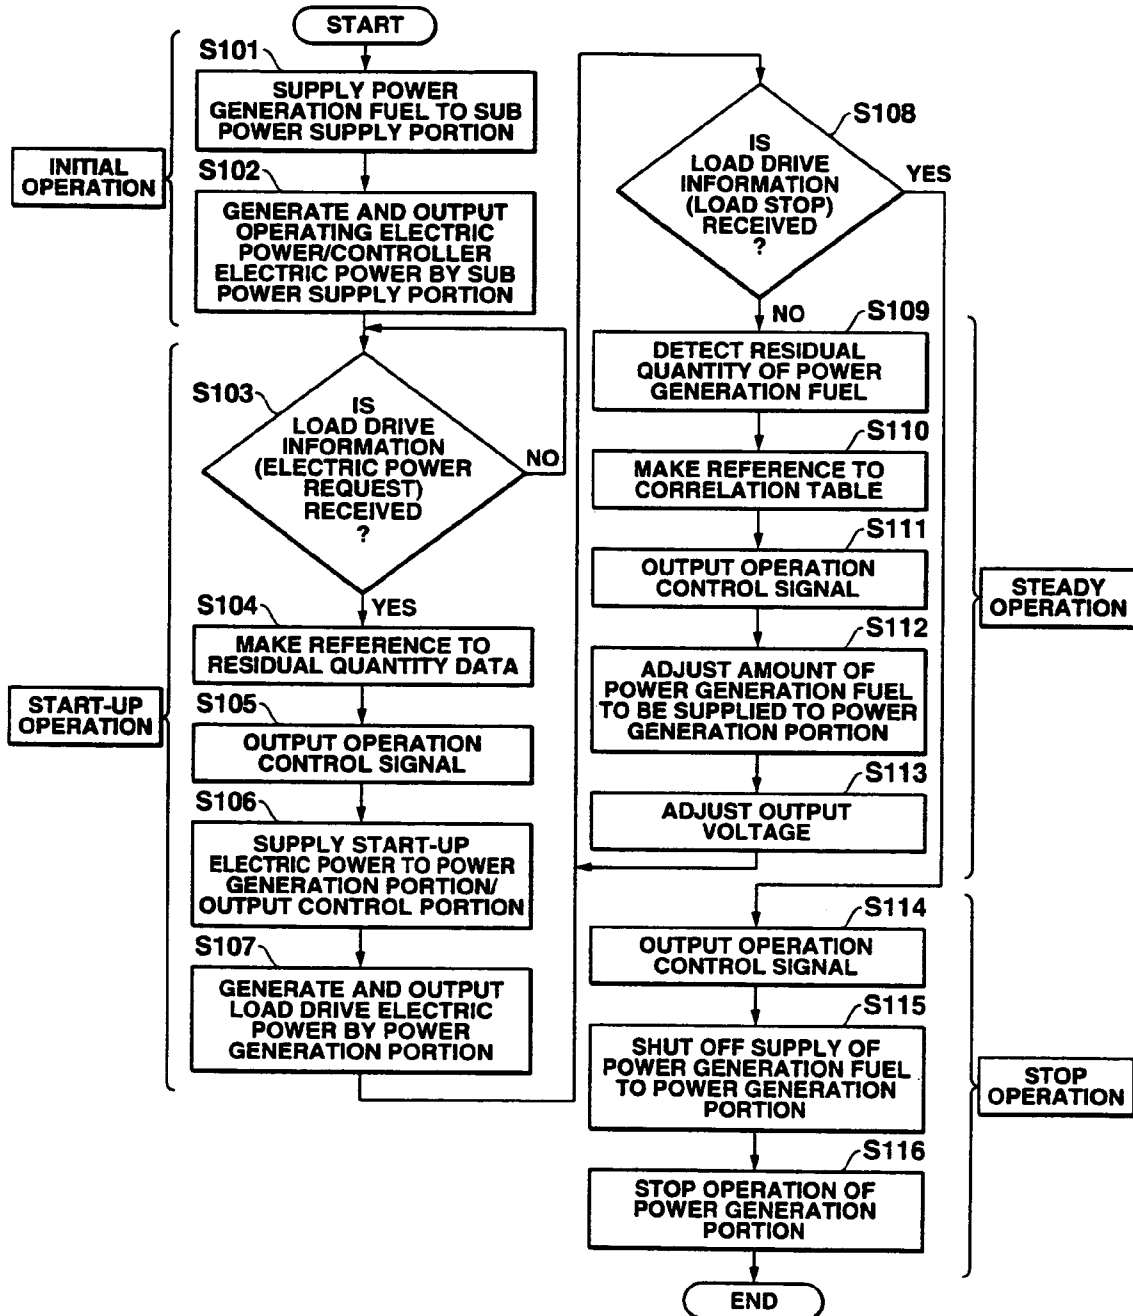 START
S101
SUPPLY POWER
GENERATION FUEL TO SUB
POWER SUPPLY PORTION
INITIAL
OPERATION
S102
GENERATE AND OUTPUT
OPERATING ELECTRIC
POWER/CONTROLLER
ELECTRIC POWER BY SUB
POWER SUPPLY PORTION
S103
IS
LOAD DRIVE
INFORMATION
(ELECTRIC POWER
REQUEST)
RECEIVED
?
NO
YES
START-UP
OPERATION
S104
MAKE REFERENCE TO
RESIDUAL QUANTITY DATA
S105
OUTPUT OPERATION
CONTROL SIGNAL
S106
SUPPLY START-UP
ELECTRIC POWER TO POWER
GENERATION PORTION/
OUTPUT CONTROL PORTION
S107
GENERATE AND OUTPUT
LOAD DRIVE ELECTRIC
POWER BY POWER
GENERATION PORTION
S108
IS
LOAD DRIVE
INFORMATION
(LOAD STOP)
RECEIVED
?
YES
NO
S109
DETECT RESIDUAL
QUANTITY OF POWER
GENERATION FUEL
S110
MAKE REFERENCE TO
CORRELATION TABLE
S111
OUTPUT OPERATION
CONTROL SIGNAL
STEADY
OPERATION
S112
ADJUST AMOUNT OF
POWER GENERATION FUEL
TO BE SUPPLIED TO POWER
GENERATION PORTION
S113
ADJUST OUTPUT
VOLTAGE
S114
OUTPUT OPERATION
CONTROL SIGNAL
S115
SHUT OFF SUPPLY OF
POWER GENERATION FUEL
TO POWER GENERATION
PORTION
STOP
OPERATION
S116
STOP OPERATION OF
POWER GENERATION
PORTION
END